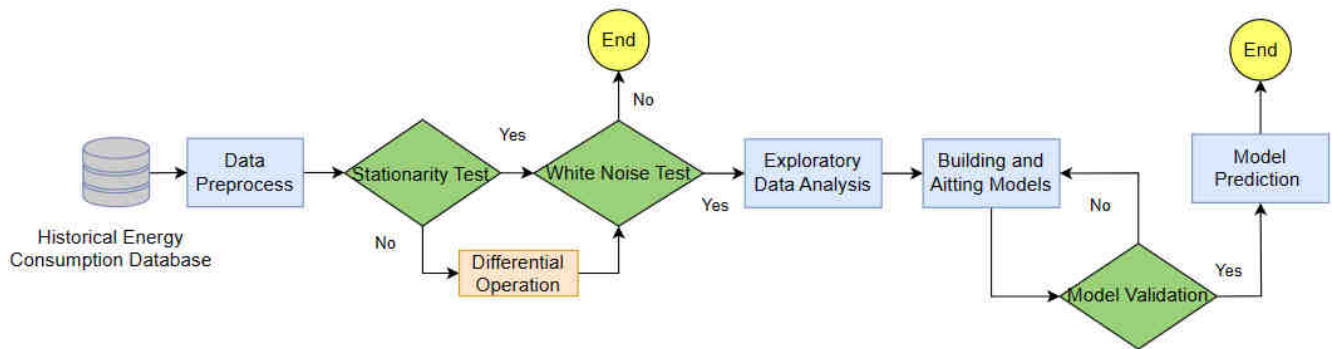 Historical Energy
Consumption Database
Data
Preprocess
Stationarity Test
Yes
No
Differential
Operation
White Noise Test
No
End
Yes
Exploratory
Data Analysis
Building and
Aitting Models
No
Model Validation
Yes
Model
Prediction
End